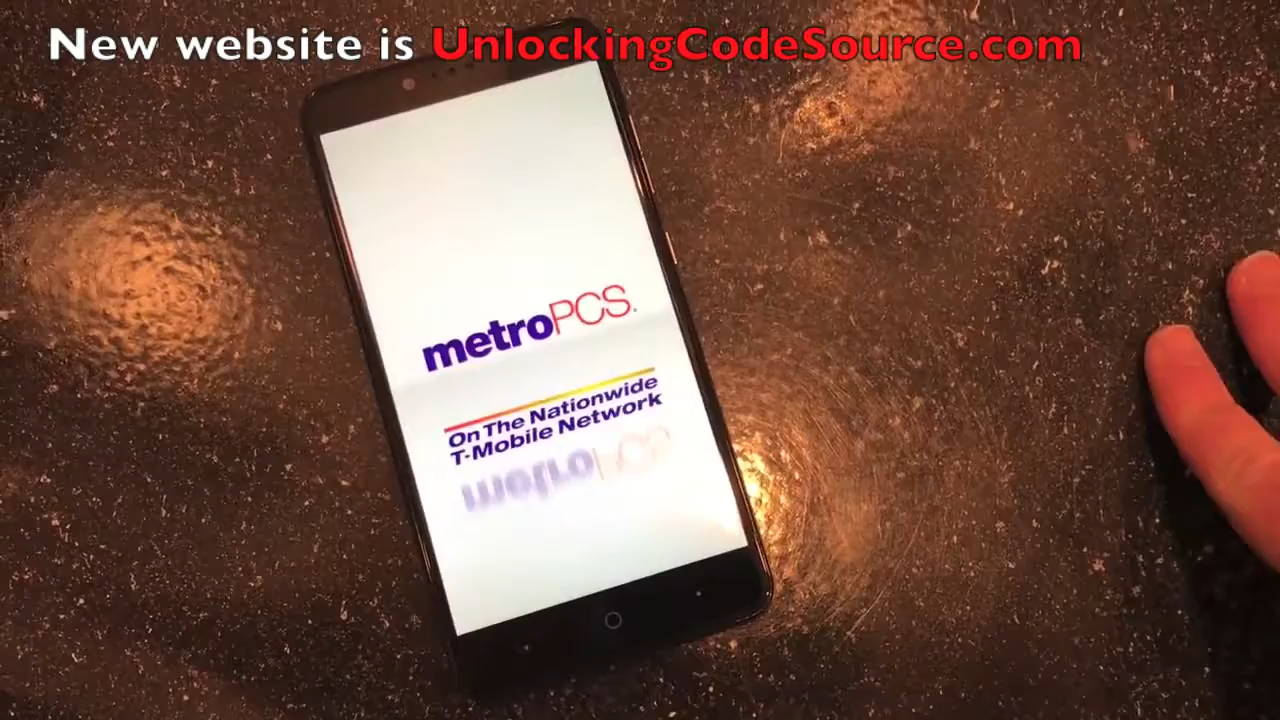 New website is UnlockingCodeSource.com
metroPCS.
On The Nationwide
T-Mobile Network